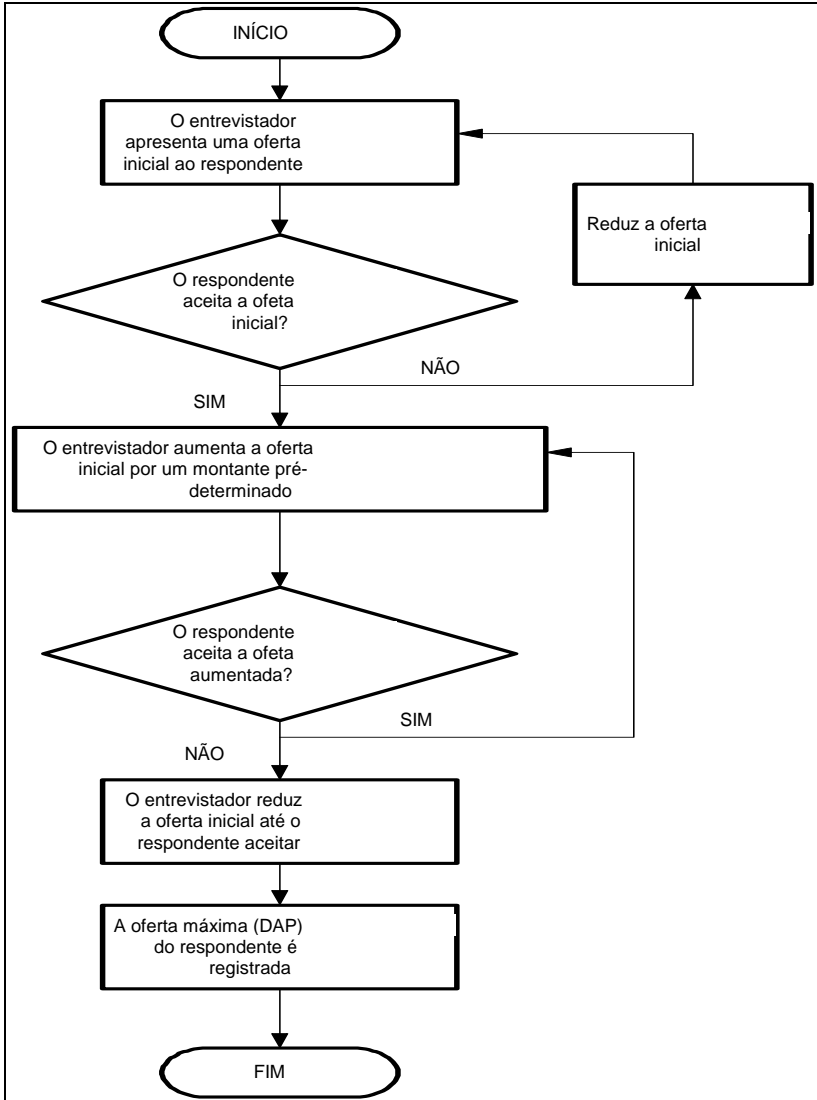 INÍCIO
O entrevistador
apresenta uma oferta
inicial ao respondente
Reduz a oferta
inicial
O respondente
aceita a ofeta
inicial?
NÃO
SIM
O entrevistador aumenta a oferta
inicial por um montante pré-
determinado
O respondente
aceita a ofeta
aumentada?
SIM
NÃO
O entrevistador reduz
a oferta inicial até o
respondente aceitar
A oferta máxima (DAP)
do respondente é
registrada
FIM